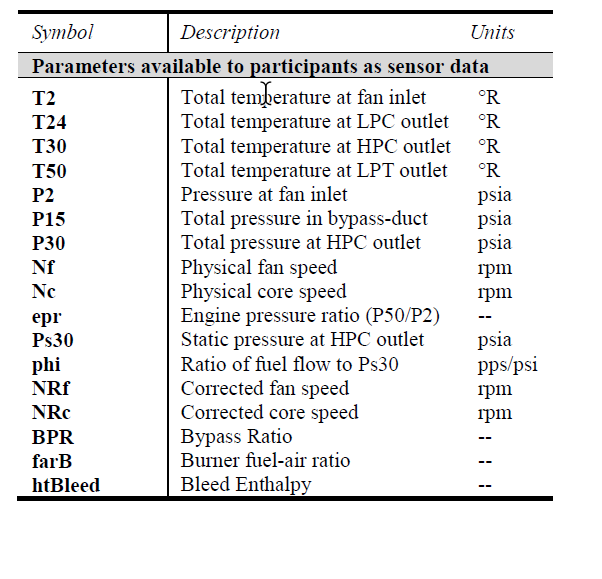 Symbol Description Units
Parameters available to participants as sensor data
T2 Total temperature at fan inlet °R
T24 Total temperature at LPC outlet °R
T30 Total temperature at HPC outlet °R
T50 Total temperature at LPT outlet °R
P2 Pressure at fan inlet psia
P15 Total pressure in bypass-duct psia
P30 Total pressure at HPC outlet psia
Nf Physical fan speed rpm
Nc Physical core speed rpm
epr Engine pressure ratio (P50/P2) --
Ps30 Static pressure at HPC outlet psia
phi Ratio of fuel flow to Ps30 pps/psi
NRf Corrected fan speed rpm
NRc Corrected core speed rpm
BPR Bypass Ratio --
farB Burner fuel-air ratio --
htBleed Bleed Enthalpy --